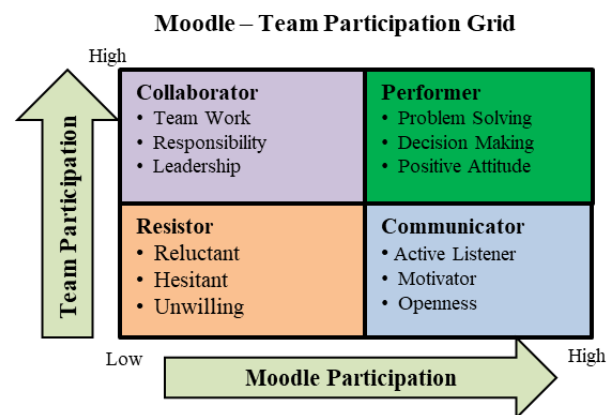 Moodle – Team Participation Grid
High
Team Participation
Collaborator
• Team Work
• Responsibility
• Leadership
Performer
• Problem Solving
• Decision Making
• Positive Attitude
Resistor
• Reluctant
• Hesitant
• Unwilling
Communicator
• Active Listener
• Motivator
• Openness
Low
Moodle Participation
High